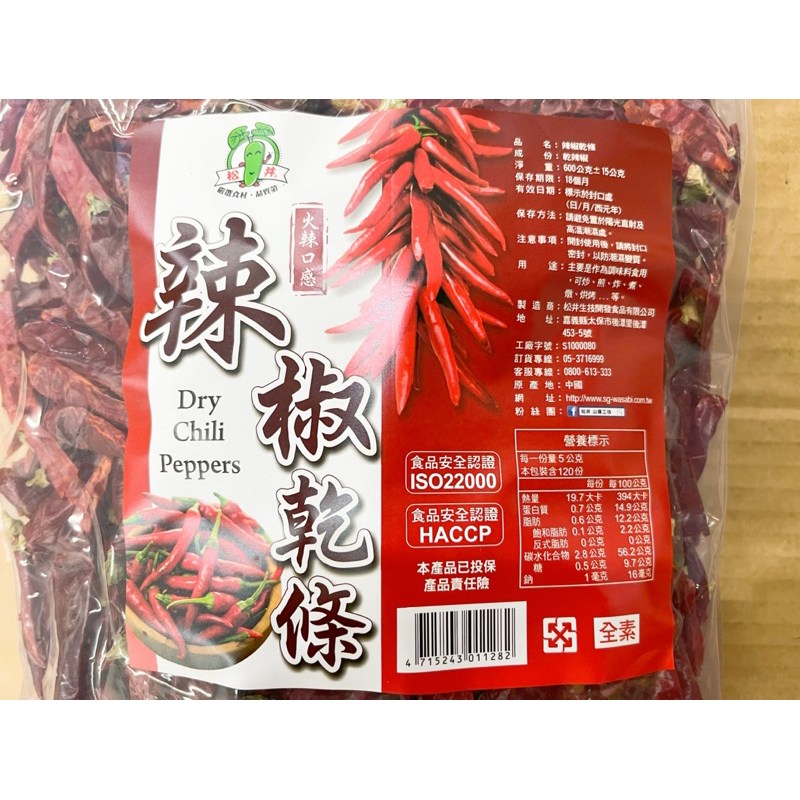 松井
嚴選食材・品質第一
火辣口感
辣椒乾條
Dry
Chili
Peppers
品名：辣椒乾條
成份：乾辣椒
淨重：600公克±15公克
保存期限：18個月
有效日期：標示於封口處
(日/月/西元年)
保存方法：請避免置於陽光直射及
高溫潮濕處。
注意事項：開封使用後，請將封口
密封，以防潮濕變質。
用途：主要是作為調味料食用
，可炒、煎、炸、煮、
燉、烘烤...等。
製造商：松井生技開發食品有限公司
地址：嘉義縣太保市後潭里後潭
453-5號
工廠字號：S1000080
訂貨專線：05-3716999
客服專線：0800-613-333
原產地：中國
網址：http://www.sg-wasabi.com.tw
粉絲團：
食品安全認證
ISO22000
食品安全認證
HACCP
本產品已投保
產品責任險
營養標示
每一份量5公克
本包裝含120份
每份 每100公克
熱量 19.7大卡 394大卡
蛋白質 0.7公克 14.9公克
脂肪 0.6公克 12.2公克
飽和脂肪 0.1公克 2.2公克
反式脂肪 0公克 0公克
碳水化合物 2.8公克 56.2公克
糖 0.5公克 9.7公克
鈉 1毫克 16毫克
4 715243 011282
全素